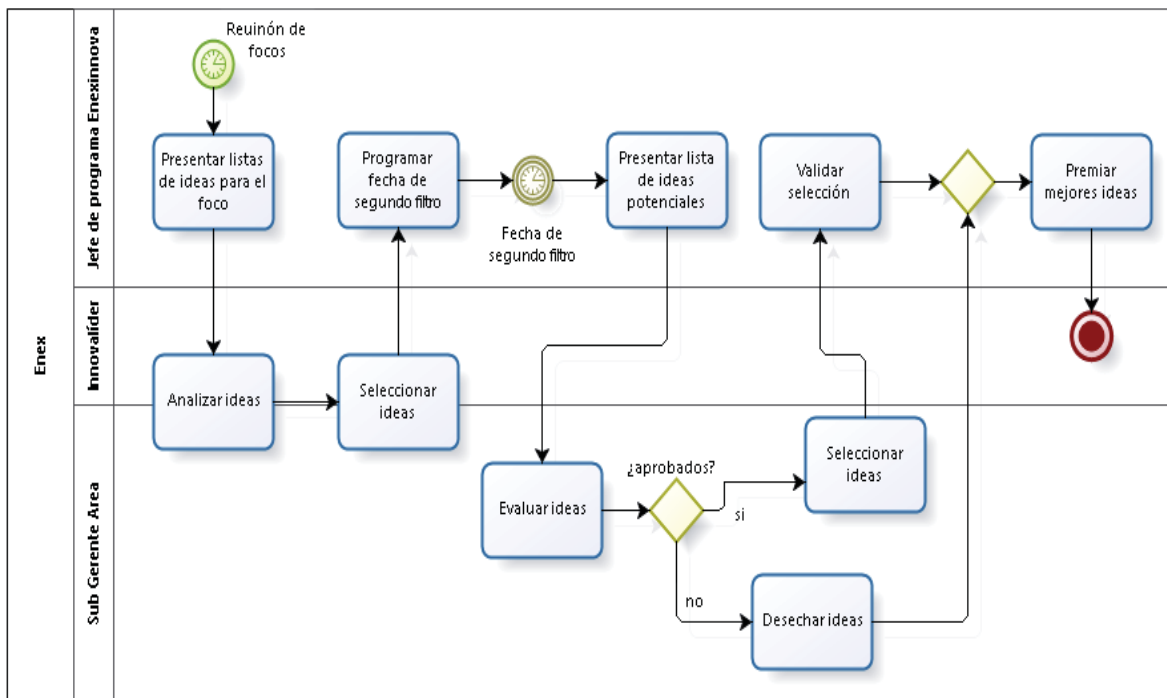 Enex
Jefe de programa Enexinnova
Innovalíder
Sub Gerente Area
Reuinón de
focos
Presentar listas
de ideas para el
foco
Programar
fecha de
segundo filtro
Fecha de
segundo filtro
Presentar lista
de ideas
potenciales
Validar
selección
Premiar
mejores ideas
Analizar ideas
Seleccionar
ideas
Evaluar ideas
¿aprobados?
si
no
Seleccionar
ideas
Desechar ideas